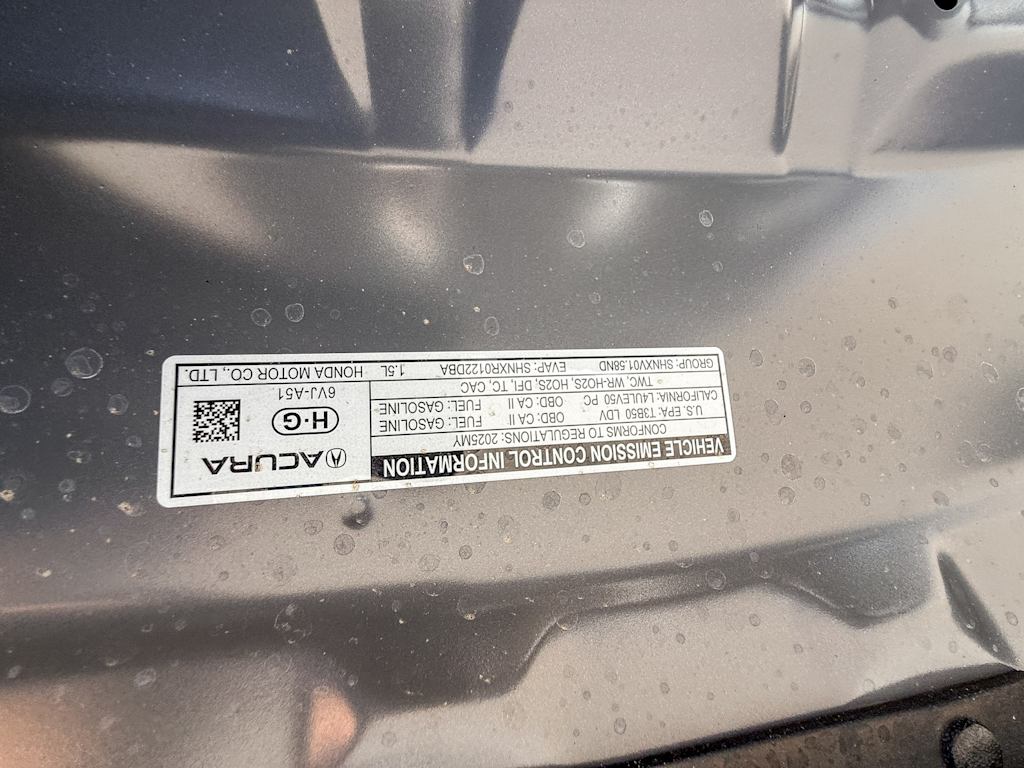 VEHICLE EMISSION CONTROL INFORMATION
CONFORMS TO REGULATIONS: 2025MY
U.S. EPA: T3B50 LDV OBD: CA II FUEL: GASOLINE
CALIFORNIA: L4ULEV50 PC OBD: CA II FUEL: GASOLINE
TWC, WR-HO2S, HO2S, DFI, TC, CAC
ACURA
H·G
6VJ-A51
GROUP: SHNXV01.58ND EVAP: SHNXR0122DBA 1.5L HONDA MOTOR CO., LTD.